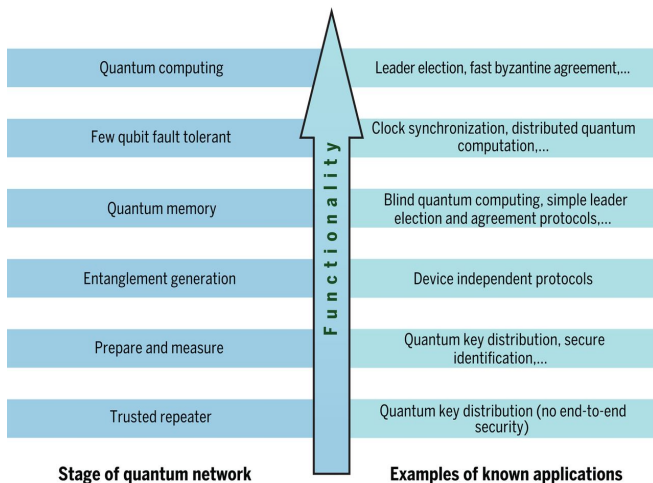 Quantum computing
Leader election, fast byzantine agreement,...
Few qubit fault tolerant
Clock synchronization, distributed quantum
computation,...
Quantum memory
Blind quantum computing, simple leader
election and agreement protocols,...
Entanglement generation
Device independent protocols
Prepare and measure
Quantum key distribution, secure
identification,...
Trusted repeater
Quantum key distribution (no end-to-end
security)
Functionality
Stage of quantum network
Examples of known applications